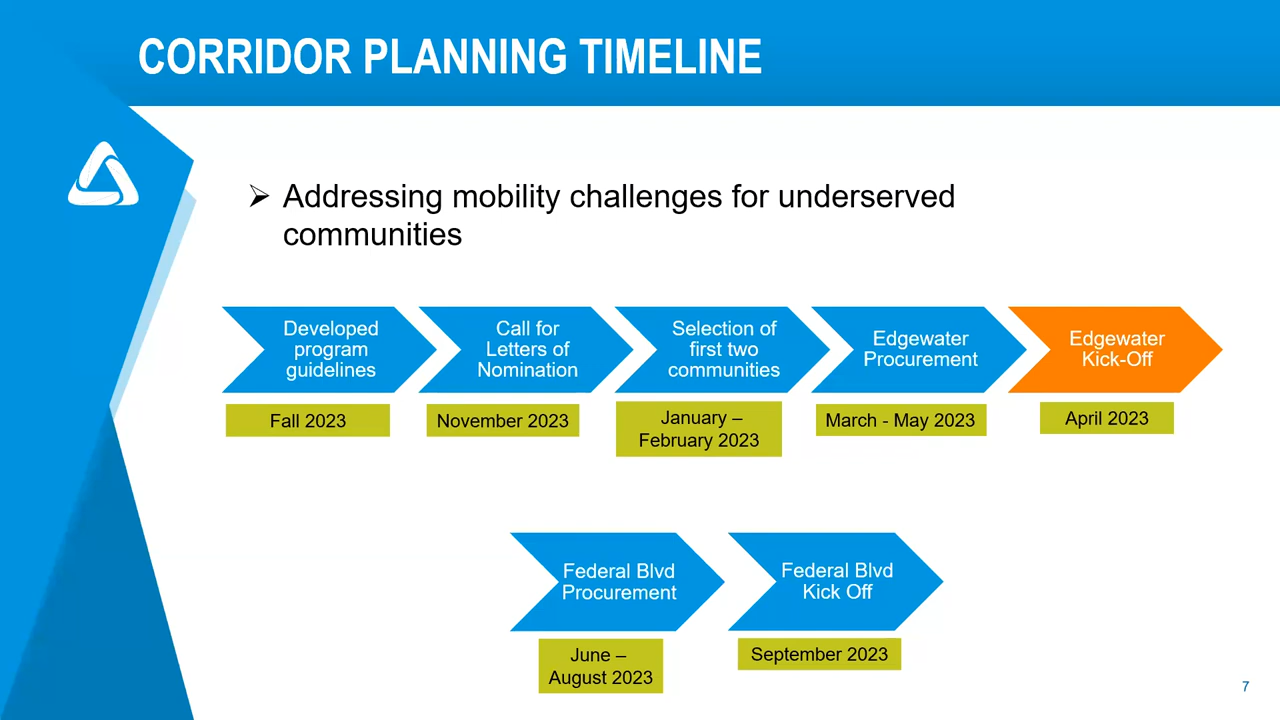 CORRIDOR PLANNING TIMELINE
➢ Addressing mobility challenges for underserved
communities
Developed
program
guidelines
Fall 2023
Call for
Letters of
Nomination
November 2023
Selection of
first two
communities
January –
February 2023
Edgewater
Procurement
March - May 2023
Edgewater
Kick-Off
April 2023
Federal Blvd
Procurement
June –
August 2023
Federal Blvd
Kick Off
September 2023
7